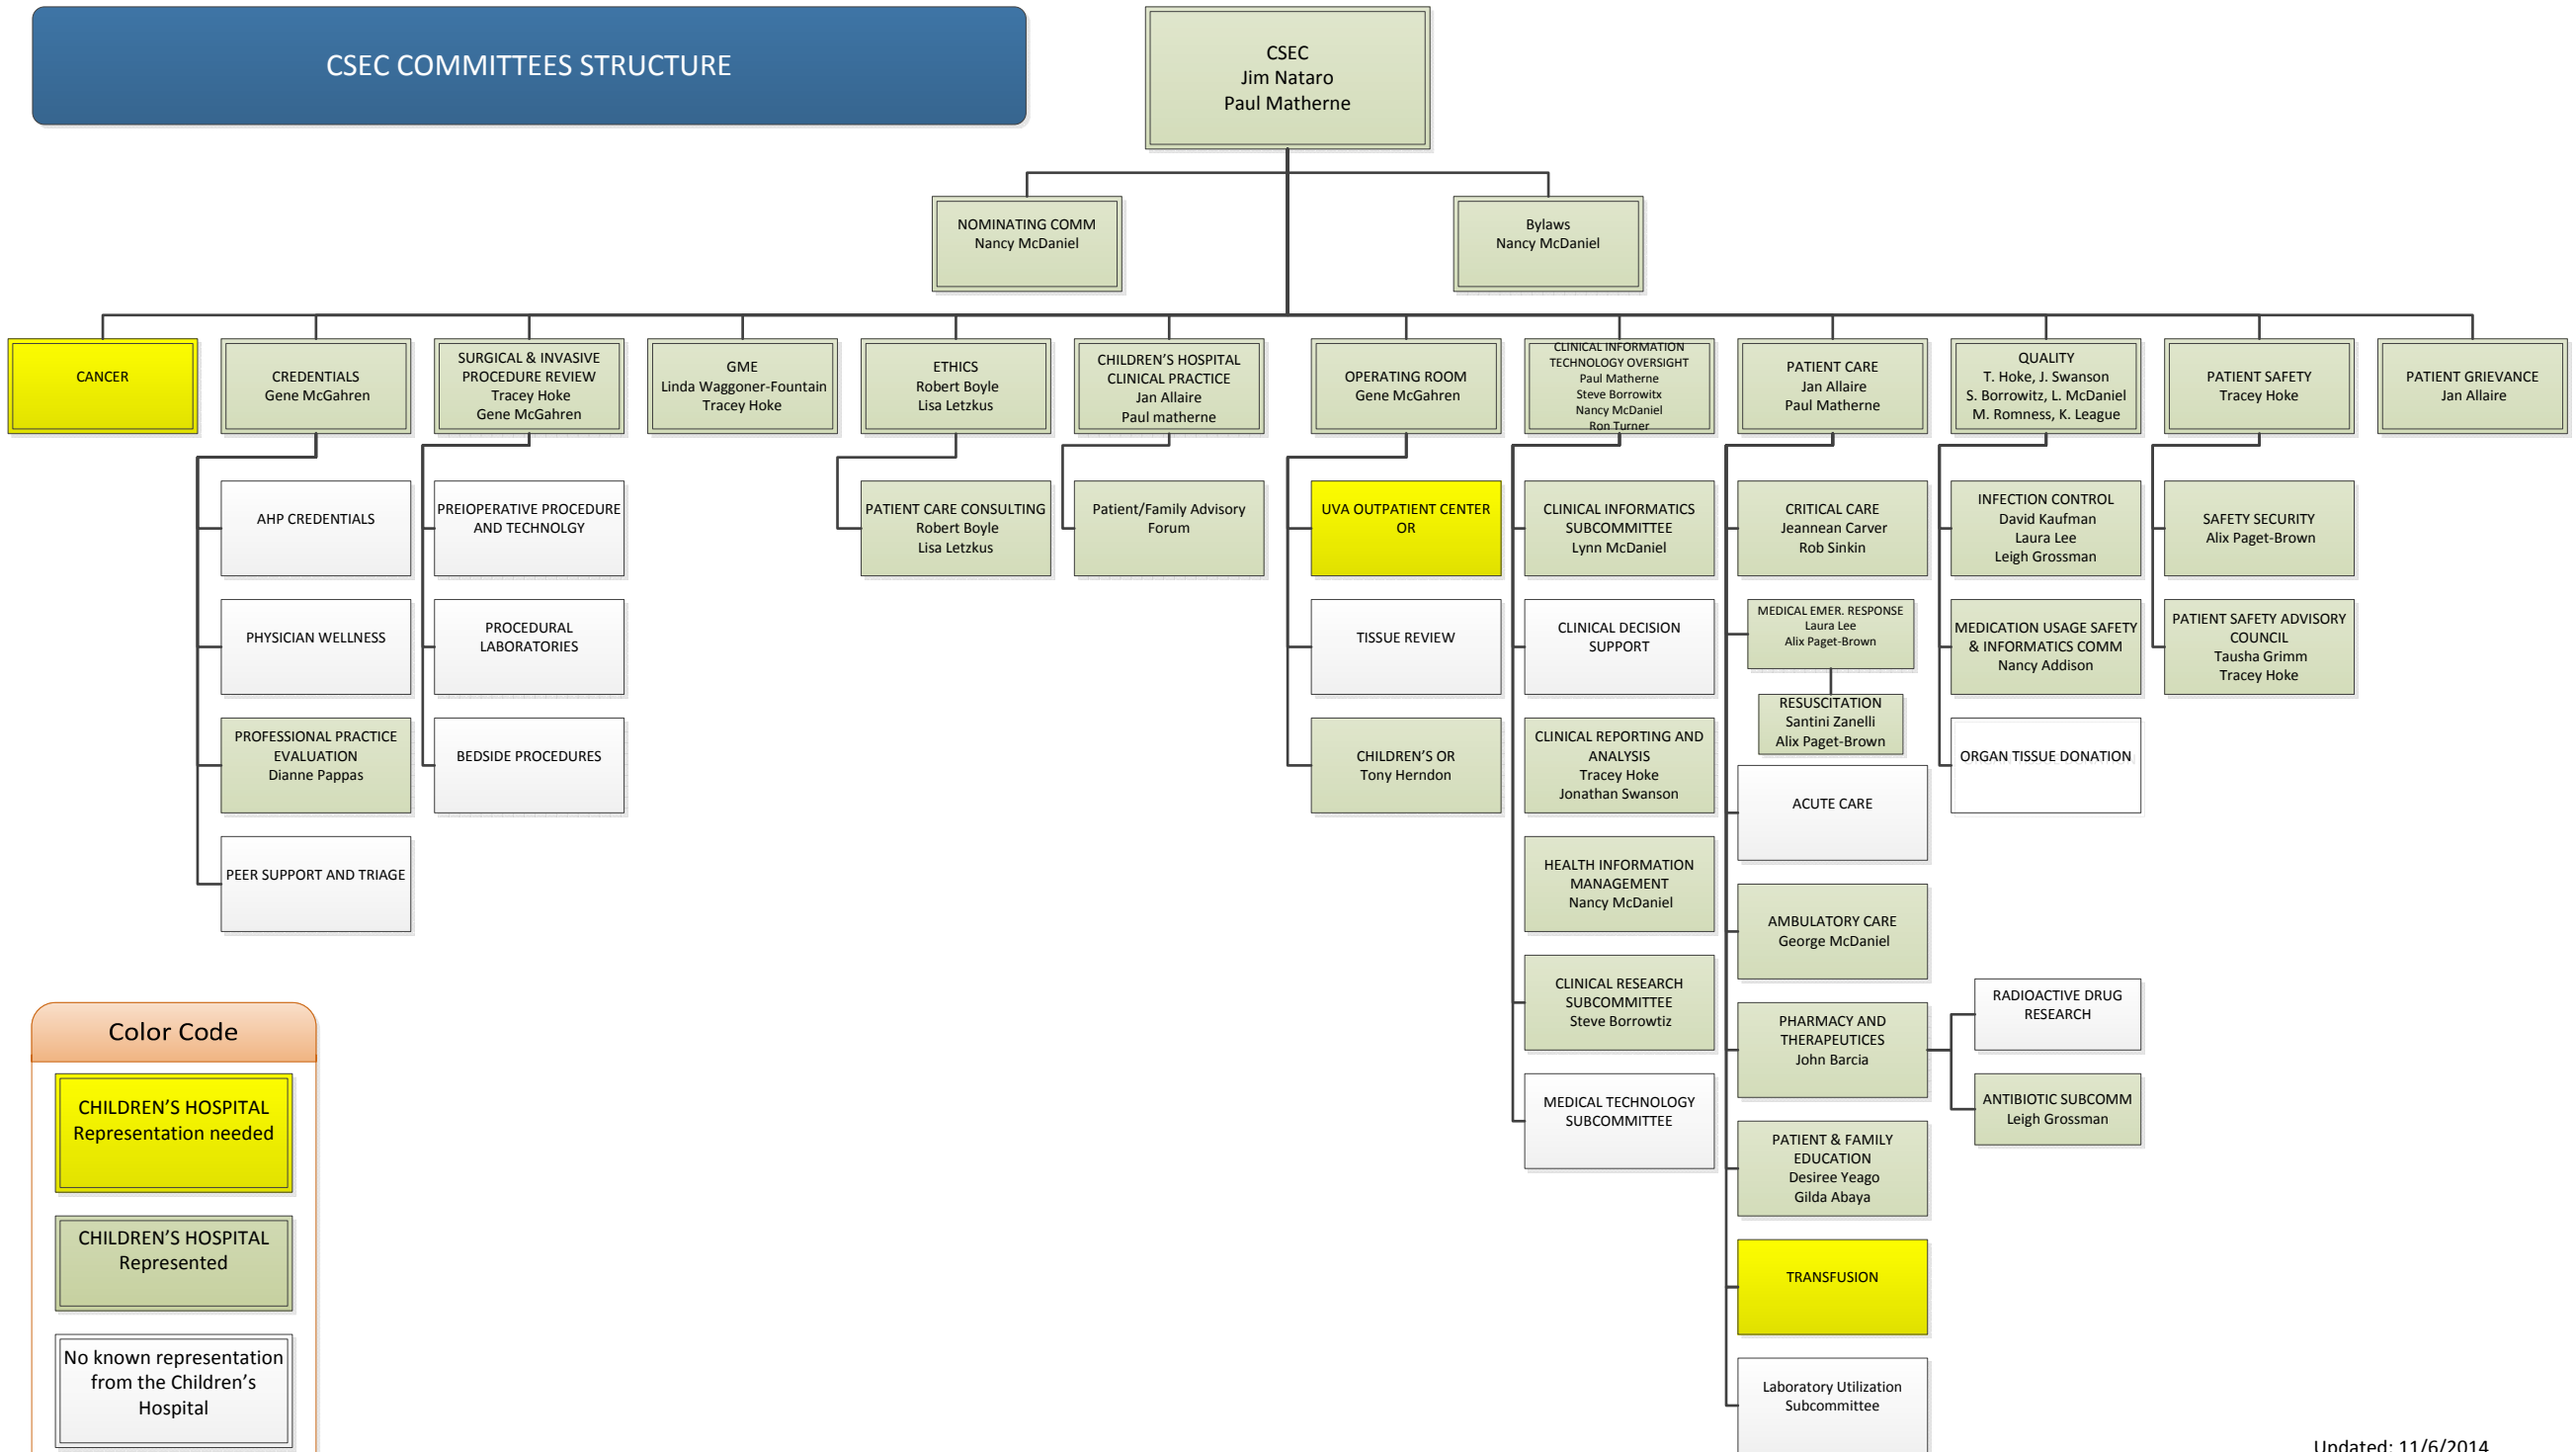 CSEC COMMITTEES STRUCTURE
CSEC
Jim Nataro
Paul Matherne
NOMINATING COMM
Nancy McDaniel
Bylaws
Nancy McDaniel
CANCER
CREDENTIALS
Gene McGahren
SURGICAL & INVASIVE
PROCEDURE REVIEW
Tracey Hoke
Gene McGahren
GME
Linda Waggoner-Fountain
Tracey Hoke
ETHICS
Robert Boyle
Lisa Letzkus
CHILDREN’S HOSPITAL
CLINICAL PRACTICE
Jan Allaire
Paul matherne
OPERATING ROOM
Gene McGahren
CLINICAL INFORMATION
TECHNOLOGY OVERSIGHT
Paul Matherne
Steve Borrowitx
Nancy McDaniel
Ron Turner
PATIENT CARE
Jan Allaire
Paul Matherne
QUALITY
T. Hoke, J. Swanson
S. Borrowitz, L. McDaniel
M. Romness, K. League
PATIENT SAFETY
Tracey Hoke
PATIENT GRIEVANCE
Jan Allaire
AHP CREDENTIALS
PHYSICIAN WELLNESS
PROFESSIONAL PRACTICE
EVALUATION
Dianne Pappas
PEER SUPPORT AND TRIAGE
PREIOPERATIVE PROCEDURE
AND TECHNOLGY
PROCEDURAL
LABORATORIES
BEDSIDE PROCEDURES
PATIENT CARE CONSULTING
Robert Boyle
Lisa Letzkus
Patient/Family Advisory
Forum
UVA OUTPATIENT CENTER
OR
TISSUE REVIEW
CHILDREN’S OR
Tony Herndon
CLINICAL INFORMATICS
SUBCOMMITTEE
Lynn McDaniel
CLINICAL DECISION
SUPPORT
CLINICAL REPORTING AND
ANALYSIS
Tracey Hoke
Jonathan Swanson
HEALTH INFORMATION
MANAGEMENT
Nancy McDaniel
CLINICAL RESEARCH
SUBCOMMITTEE
Steve Borrowtiz
MEDICAL TECHNOLOGY
SUBCOMMITTEE
CRITICAL CARE
Jeannean Carver
Rob Sinkin
MEDICAL EMER. RESPONSE
Laura Lee
Alix Paget-Brown
RESUSCITATION
Santini Zanelli
Alix Paget-Brown
ACUTE CARE
AMBULATORY CARE
George McDaniel
PHARMACY AND
THERAPEUTICES
John Barcia
RADIOACTIVE DRUG
RESEARCH
ANTIBIOTIC SUBCOMM
Leigh Grossman
PATIENT & FAMILY
EDUCATION
Desiree Yeago
Gilda Abaya
TRANSFUSION
Laboratory Utilization
Subcommittee
INFECTION CONTROL
David Kaufman
Laura Lee
Leigh Grossman
MEDICATION USAGE SAFETY
& INFORMATICS COMM
Nancy Addison
ORGAN TISSUE DONATION
SAFETY SECURITY
Alix Paget-Brown
PATIENT SAFETY ADVISORY
COUNCIL
Tausha Grimm
Tracey Hoke
Color Code
CHILDREN’S HOSPITAL
Representation needed
CHILDREN’S HOSPITAL
Represented
No known representation
from the Children’s
Hospital
Updated: 11/6/2014